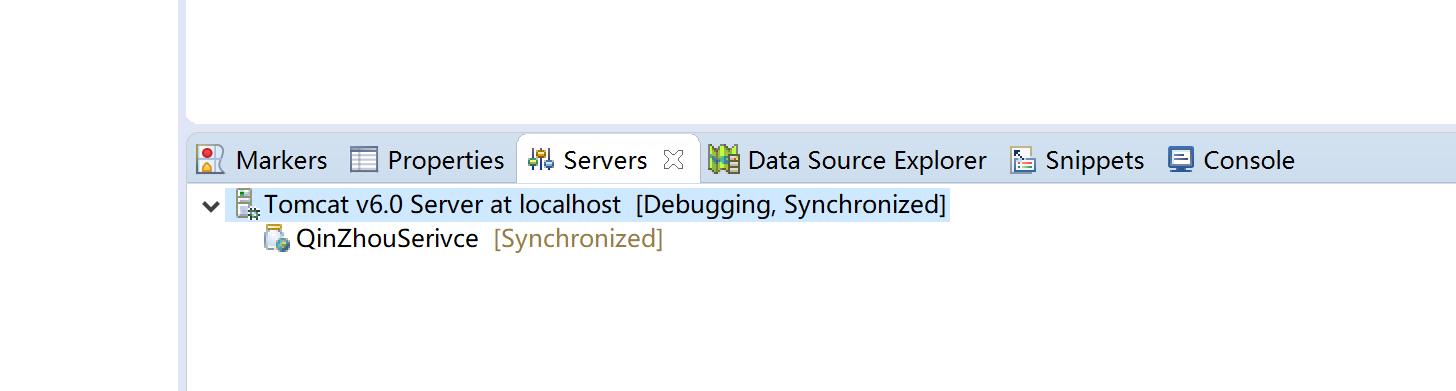 Markers Properties Servers Data Source Explorer Snippets Console
Tomcat v6.0 Server at localhost [Debugging, Synchronized]
QinZhouSerivce [Synchronized]